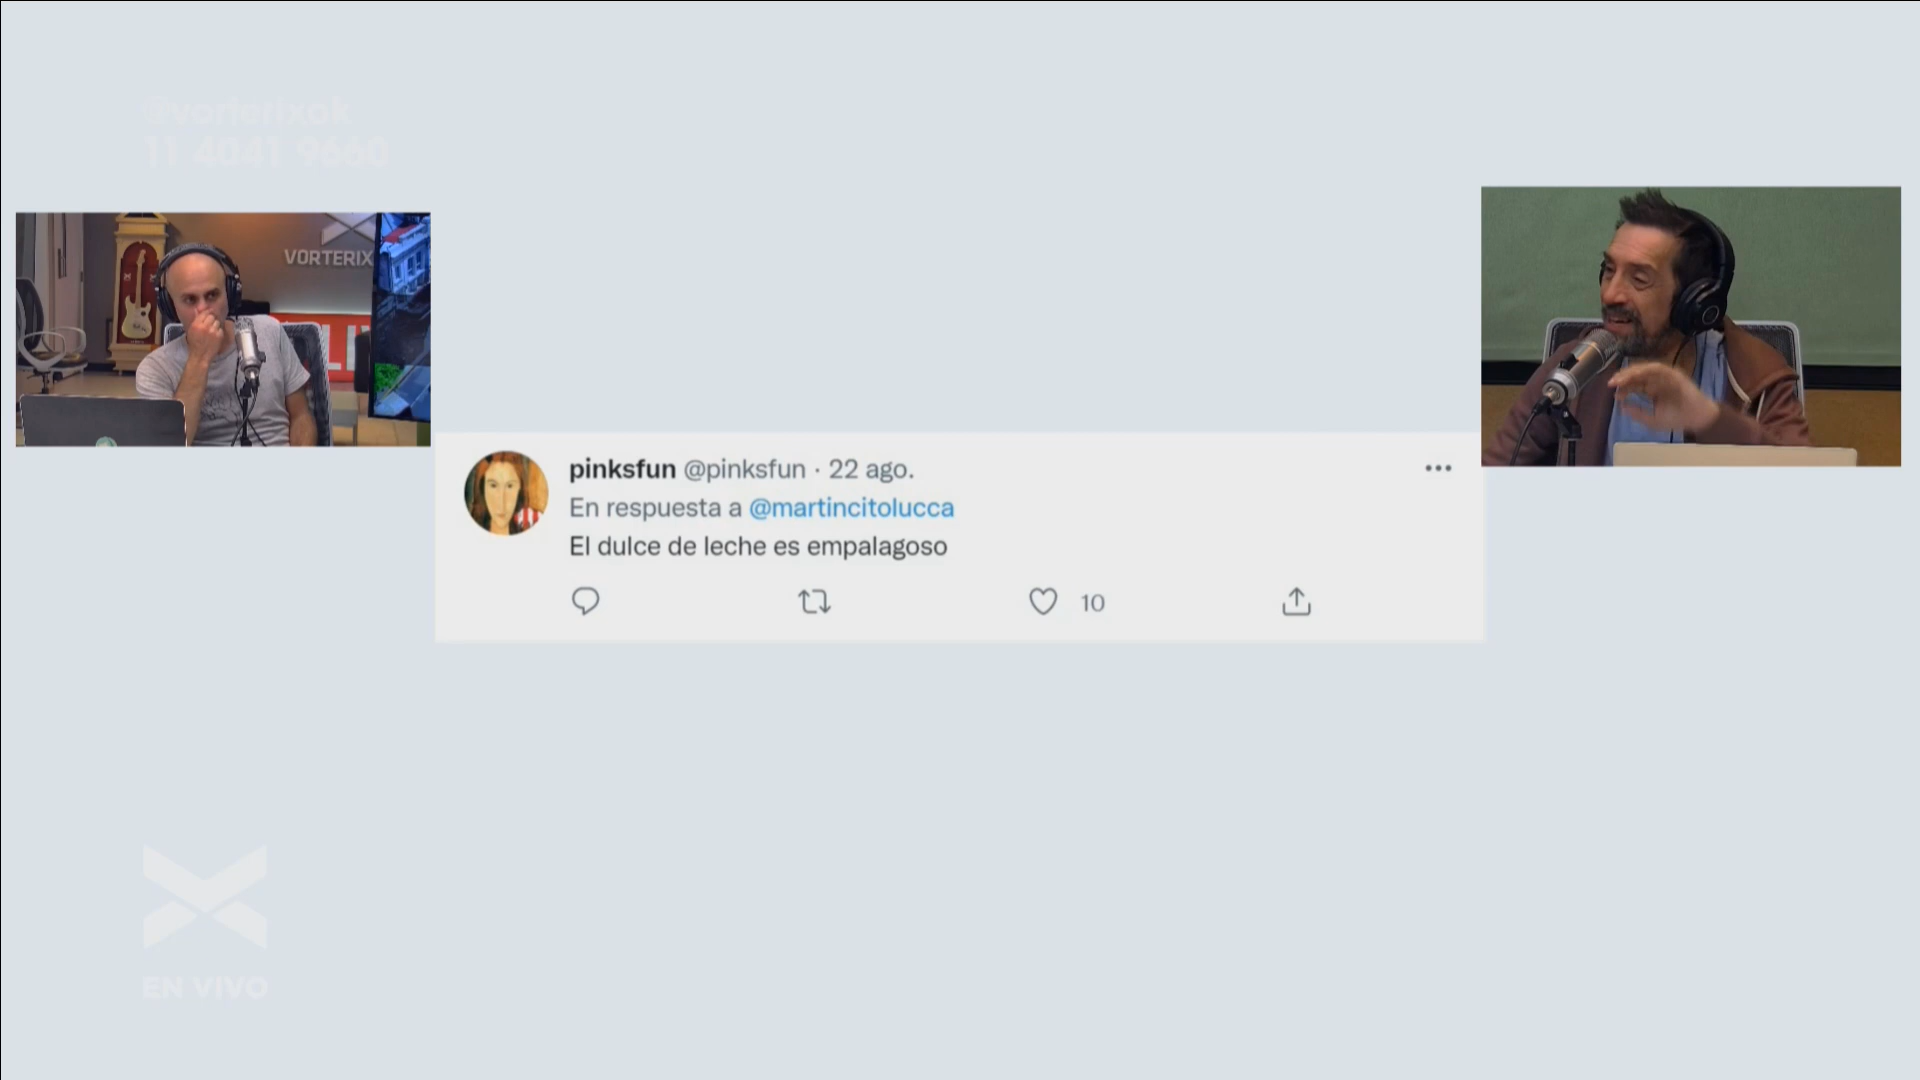 @vorterixok
11 4041 9660
VORTERIX
LI
pinksfun @pinksfun · 22 ago.
En respuesta a @martincitolucca
El dulce de leche es empalagoso
10
EN VIVO